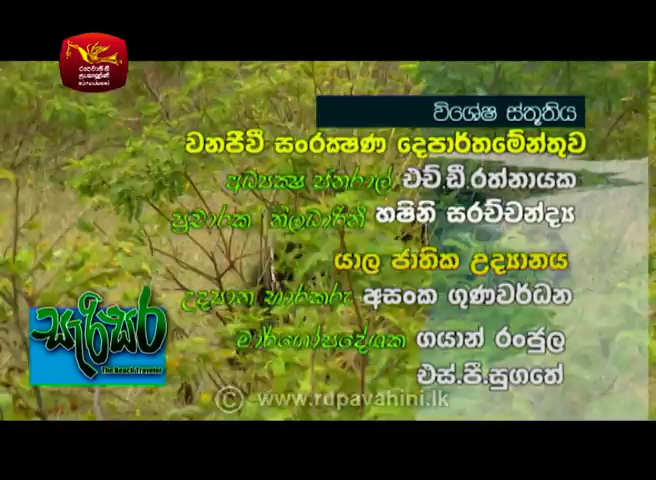 විශේෂ ස්තූතිය
වනජීවී සංරක්ෂණ දෙපාර්තමේන්තුව
අධ්‍යක්ෂ ජනරාල් එච්.ඩී.රත්නායක
ප්‍රචාරක නිලධාරිනී හෂිනි සරච්චන්ද්‍ර
යාල ජාතික උද්‍යානය
උද්‍යාන භාරකරු අසංක ගුණවර්ධන
මාර්ගෝපදේශක ගයාන් රංජුල
එස්.පී.සුගතේ
සැරිසර
The Beach Traveler
© www.rupavahini.lk